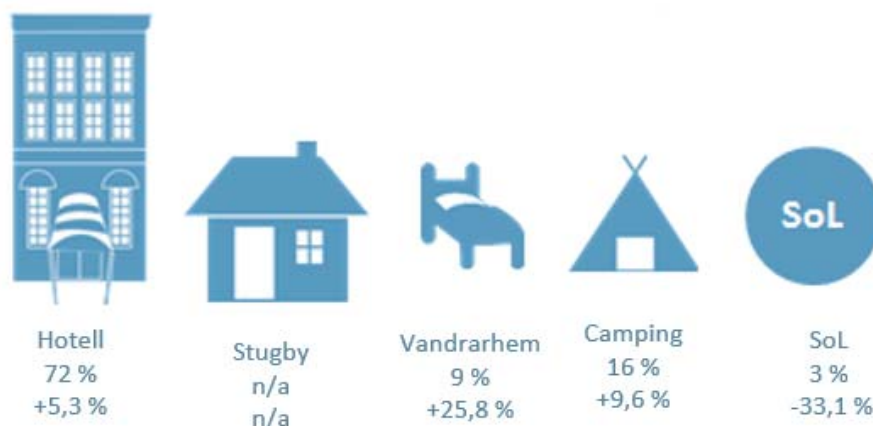 SoL
Hotell
72 %
+5,3 %
Stugby
n/a
n/a
Vandrarhem
9 %
+25,8 %
Camping
16 %
+9,6 %
SoL
3 %
-33,1 %